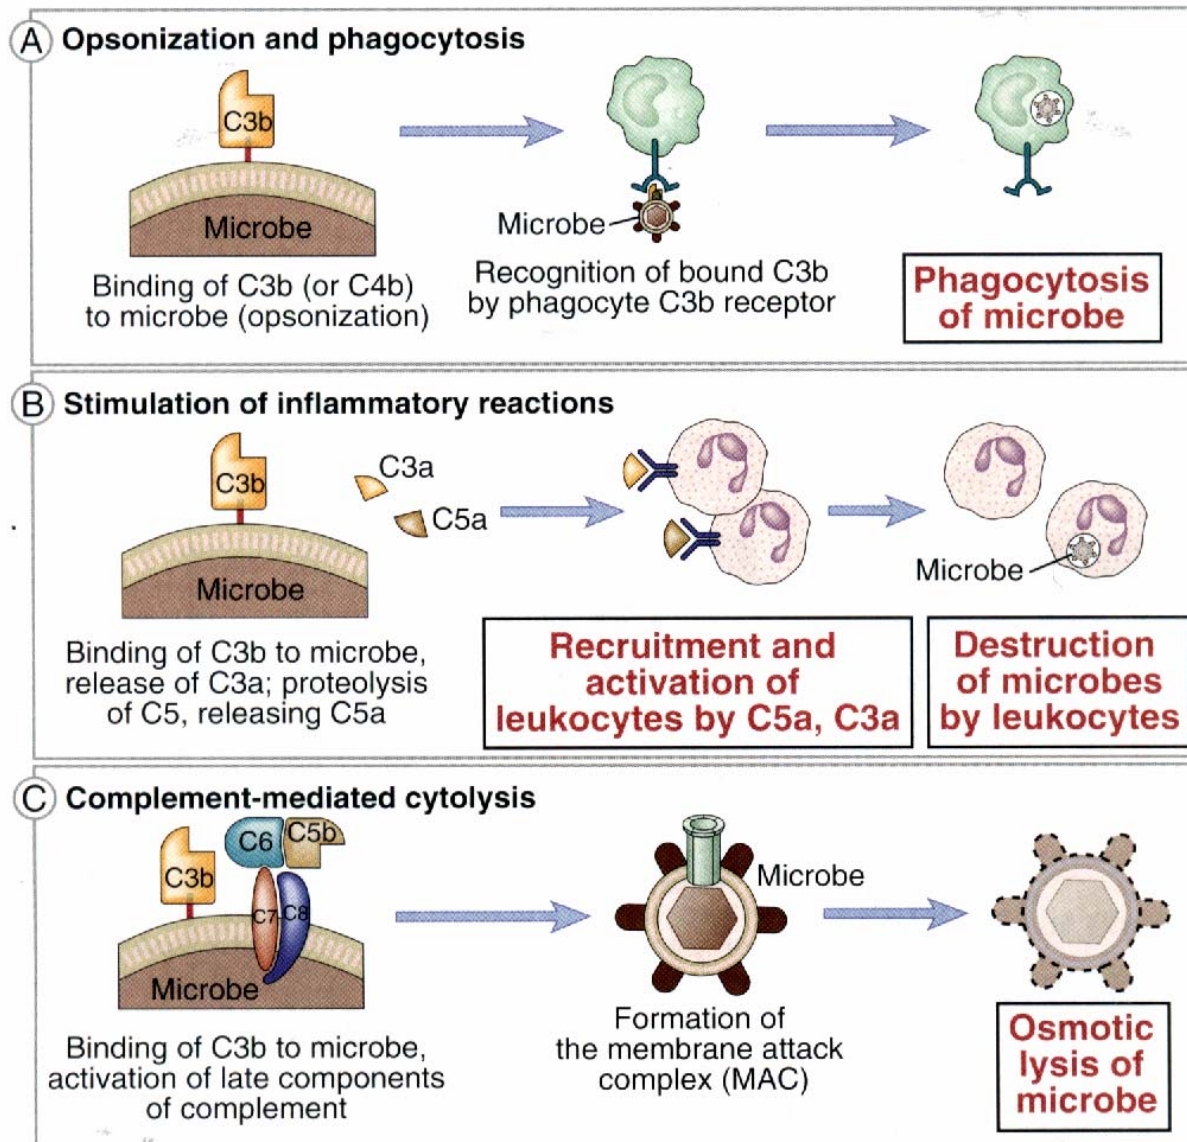 A Opsonization and phagocytosis
C3b
Microbe
Binding of C3b (or C4b)
to microbe (opsonization)
Microbe
Recognition of bound C3b
by phagocyte C3b receptor
Phagocytosis
of microbe
B Stimulation of inflammatory reactions
C3b
C3a
C5a
Microbe
Binding of C3b to microbe,
release of C3a; proteolysis
of C5, releasing C5a
Recruitment and
activation of
leukocytes by C5a, C3a
Microbe
Destruction
of microbes
by leukocytes
C Complement-mediated cytolysis
C3b
C6
C5b
C7
C8
Microbe
Binding of C3b to microbe,
activation of late components
of complement
Microbe
Formation of
the membrane attack
complex (MAC)
Osmotic
lysis of
microbe